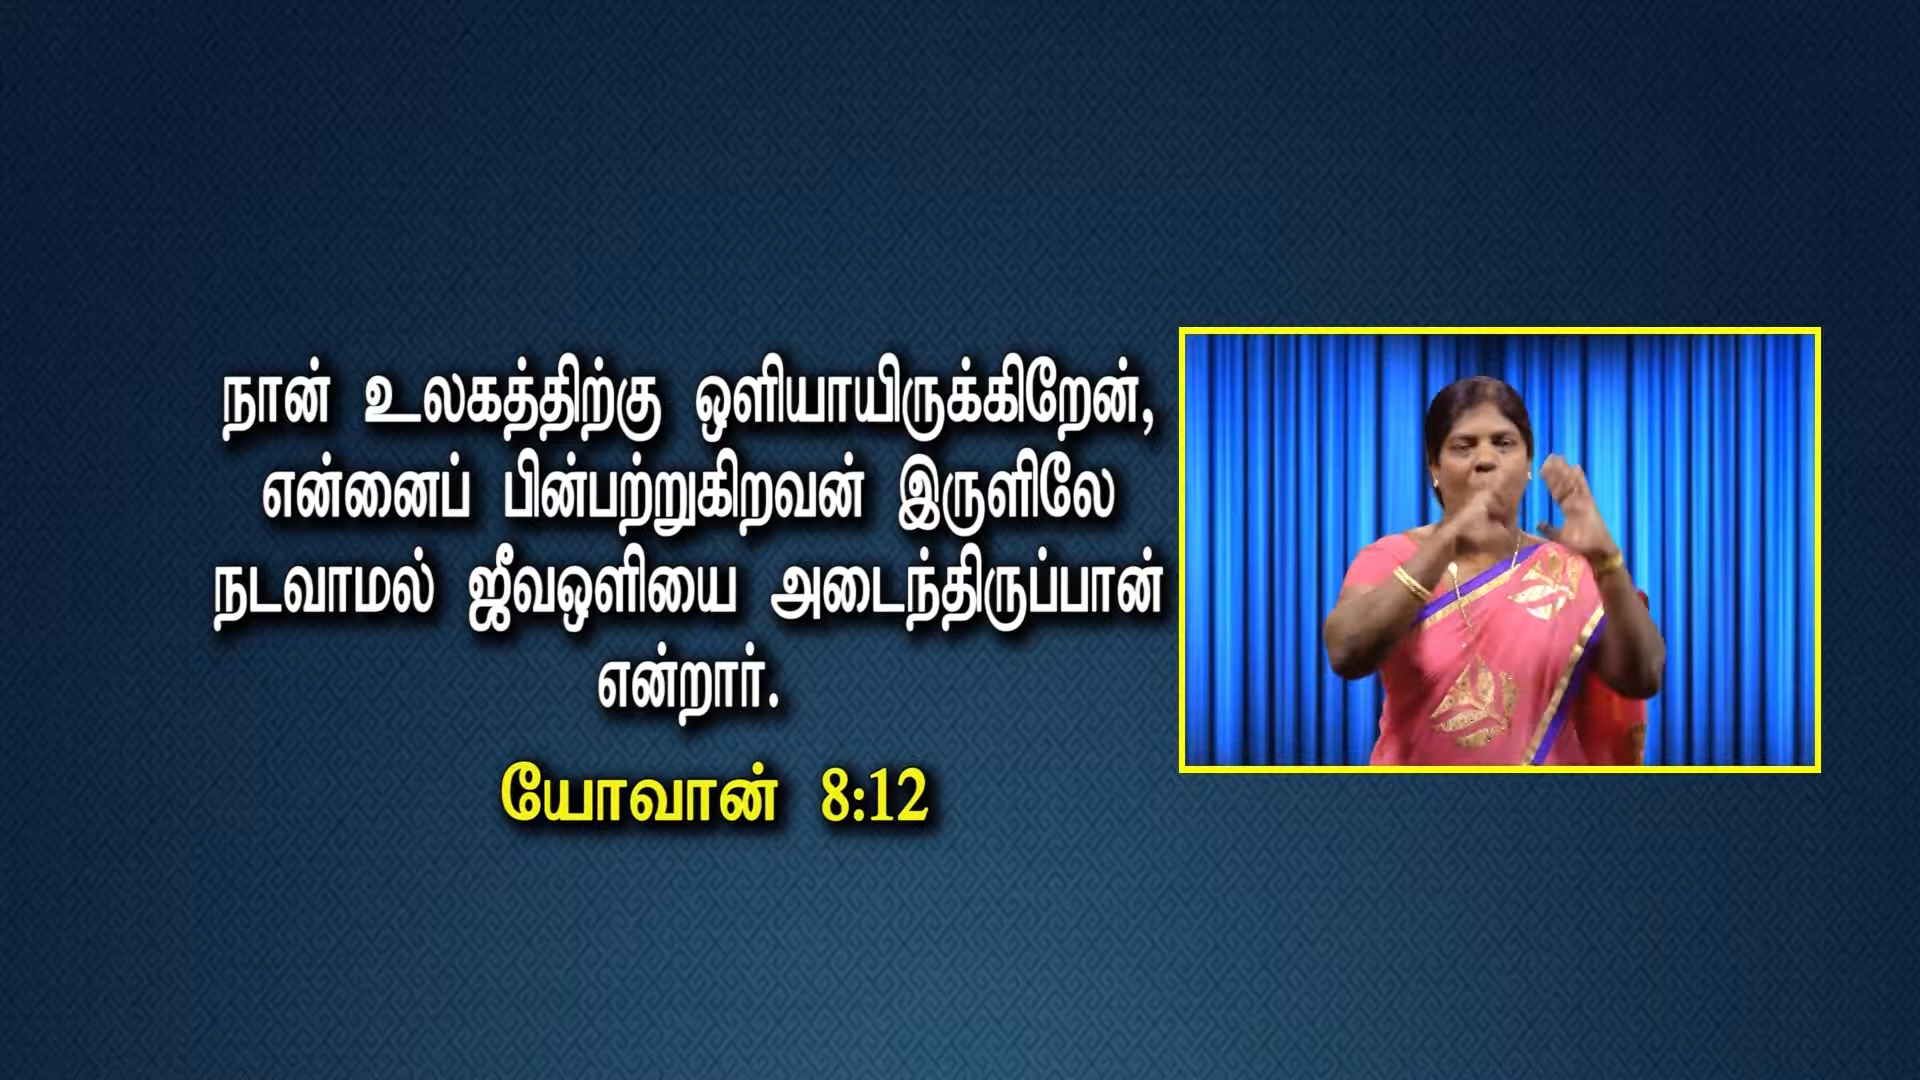 நான் உலகத்திற்கு ஒளியாயிருக்கிறேன்,
என்னைப் பின்பற்றுகிறவன் இருளிலே
நடவாமல் ஜீவஒளியை அடைந்திருப்பான்
என்றார்.
யோவான் 8:12